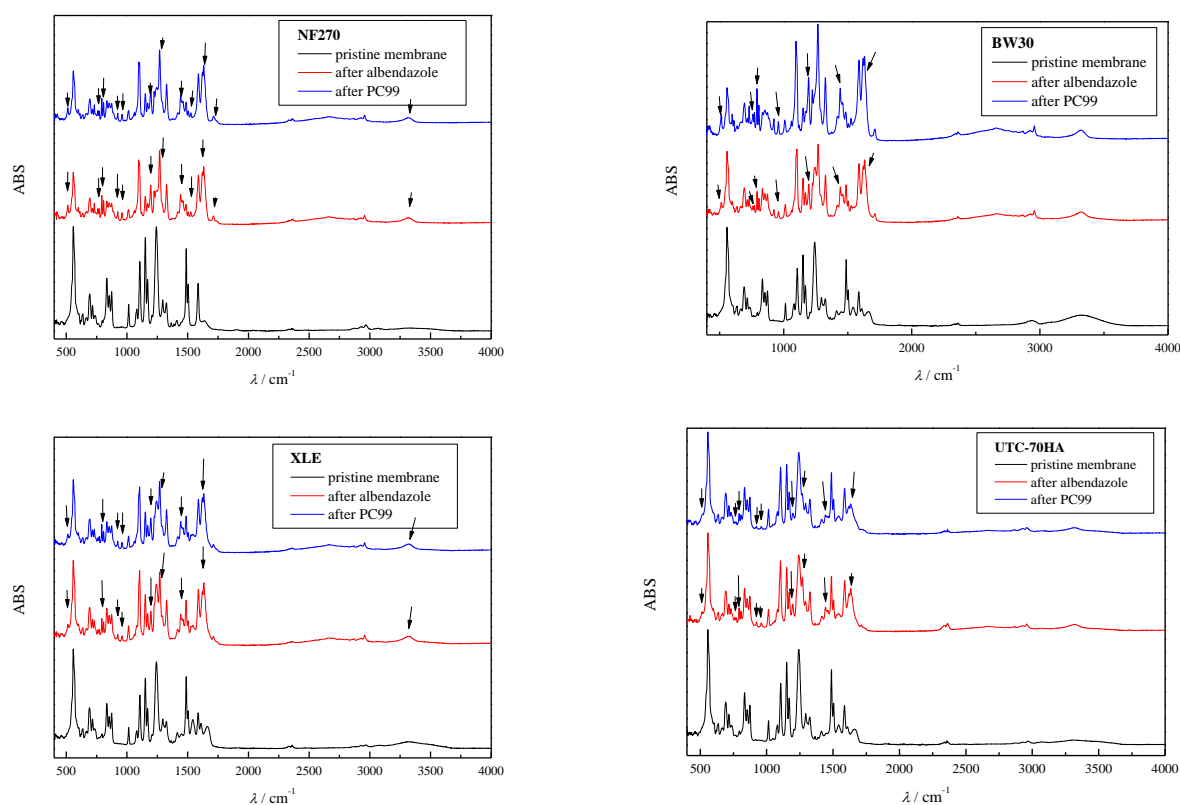 NF270
pristine membrane
after albendazole
after PC99
ABS
500 1000 1500 2000 2500 3000 3500 4000
λ / cm⁻¹
BW30
pristine membrane
after albendazole
after PC99
ABS
1000 2000 3000 4000
λ / cm⁻¹
XLE
pristine membrane
after albendazole
after PC99
ABS
500 1000 1500 2000 2500 3000 3500 4000
λ / cm⁻¹
UTC-70HA
pristine membrane
after albendazole
after PC99
ABS
500 1000 1500 2000 2500 3000 3500 4000
λ / cm⁻¹